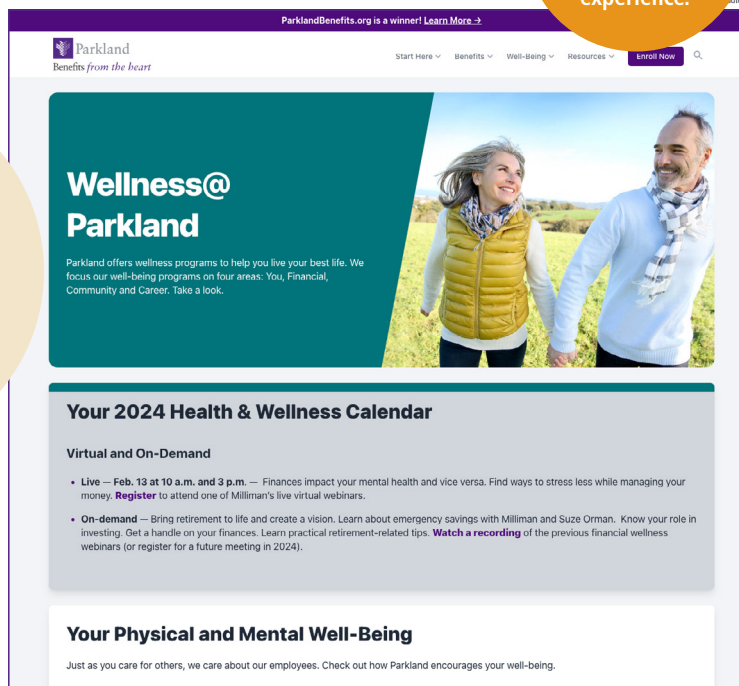 experience.
ParklandBenefits.org is a winner! Learn More →
Parkland
Benefits from the heart
Start Here
Benefits
Well-Being
Resources
Enroll Now
Wellness@
Parkland
Parkland offers wellness programs to help you live your best life. We
focus our well-being programs on four areas: You, Financial,
Community and Career. Take a look.
Your 2024 Health & Wellness Calendar
Virtual and On-Demand
• Live — Feb. 13 at 10 a.m. and 3 p.m. — Finances impact your mental health and vice versa. Find ways to stress less while managing your
money. Register to attend one of Milliman's live virtual webinars.
• On-demand — Bring retirement to life and create a vision. Learn about emergency savings with Milliman and Suze Orman. Know your role in
investing. Get a handle on your finances. Learn practical retirement-related tips. Watch a recording of the previous financial wellness
webinars (or register for a future meeting in 2024).
Your Physical and Mental Well-Being
Just as you care for others, we care about our employees. Check out how Parkland encourages your well-being.